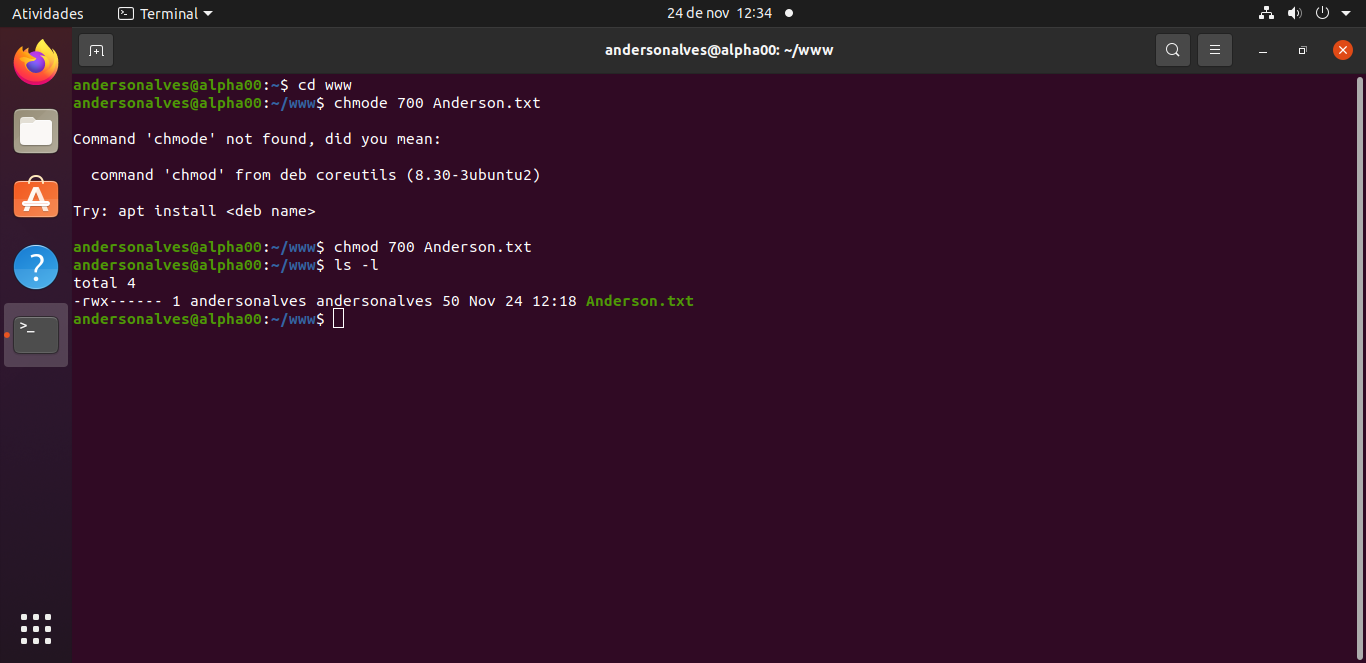 Atividades
Terminal
24 de nov 12:34
andersonalves@alpha00: ~/www
andersonalves@alpha00:~$ cd www
andersonalves@alpha00:~/www$ chmode 700 Anderson.txt
Command 'chmode' not found, did you mean:
command 'chmod' from deb coreutils (8.30-3ubuntu2)
Try: apt install <deb name>
andersonalves@alpha00:~/www$ chmod 700 Anderson.txt
andersonalves@alpha00:~/www$ ls -l
total 4
-rwx------ 1 andersonalves andersonalves 50 Nov 24 12:18 Anderson.txt
andersonalves@alpha00:~/www$